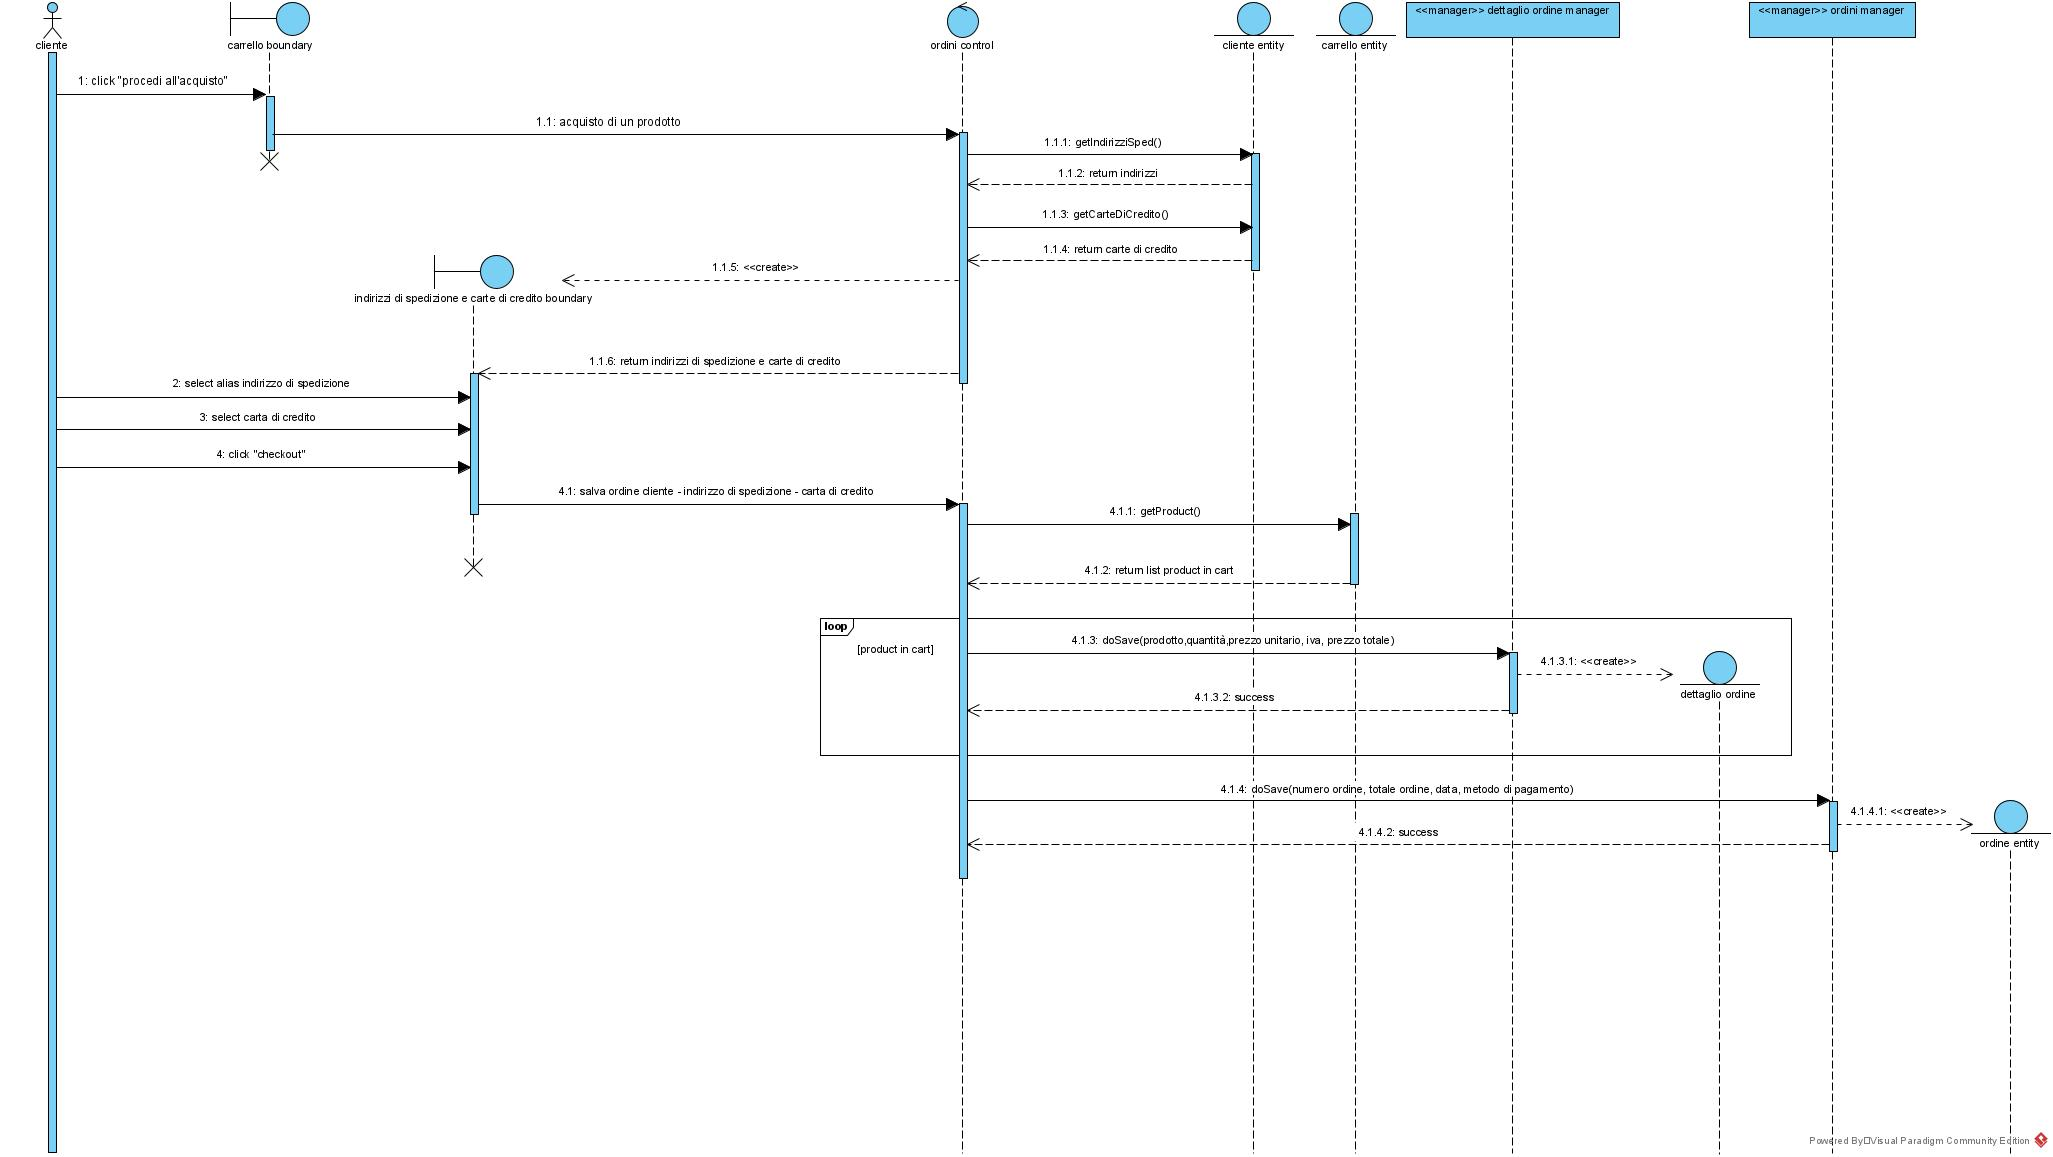 <<manager>> dettaglio ordine manager
<<manager>> ordini manager
cliente
carrello boundary
ordini control
cliente entity
carrello entity
1: click "procedi all'acquisto"
1.1: acquisto di un prodotto
1.1.1: getIndirizziSped()
1.1.2: return indirizzi
1.1.3: getCarteDiCredito()
1.1.4: return carte di credito
1.1.5: <<create>>
indirizzi di spedizione e carte di credito boundary
1.1.6: return indirizzi di spedizione e carte di credito
2: select alias indirizzo di spedizione
3: select carta di credito
4: click "checkout"
4.1: salva ordine cliente - indirizzo di spedizione - carta di credito
4.1.1: getProduct()
4.1.2: return list product in cart
loop
[product in cart]
4.1.3: doSave(prodotto,quantità,prezzo unitario, iva, prezzo totale)
4.1.3.1: <<create>>
dettaglio ordine
4.1.3.2: success
4.1.4: doSave(numero ordine, totale ordine, data, metodo di pagamento)
4.1.4.1: <<create>>
4.1.4.2: success
ordine entity
Powered By Visual Paradigm Community Edition